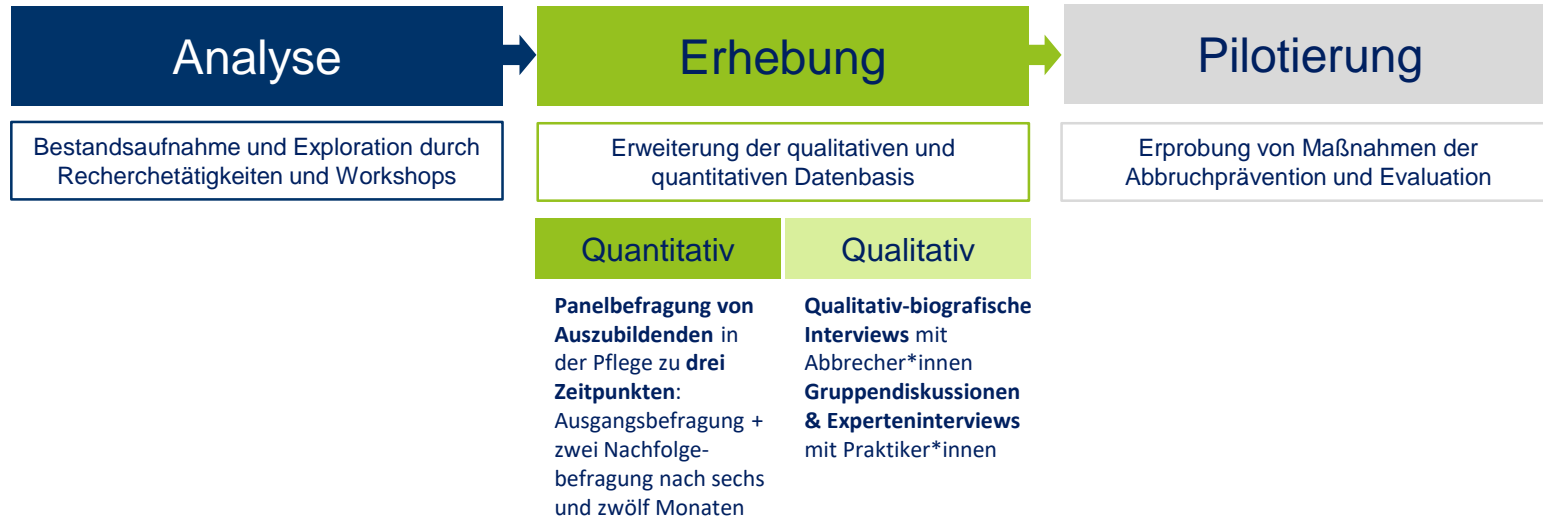 Analyse
Bestandsaufnahme und Exploration durch
Recherchetätigkeiten und Workshops
Erhebung
Erweiterung der qualitativen und
quantitativen Datenbasis
Quantitativ
Panelbefragung von
Auszubildenden in
der Pflege zu drei
Zeitpunkten:
Ausgangsbefragung +
zwei Nachfolge-
befragung nach sechs
und zwölf Monaten
Qualitativ
Qualitativ-biografische
Interviews mit
Abbrecher*innen
Gruppendiskussionen
& Experteninterviews
mit Praktiker*innen
Pilotierung
Erprobung von Maßnahmen der
Abbruchprävention und Evaluation